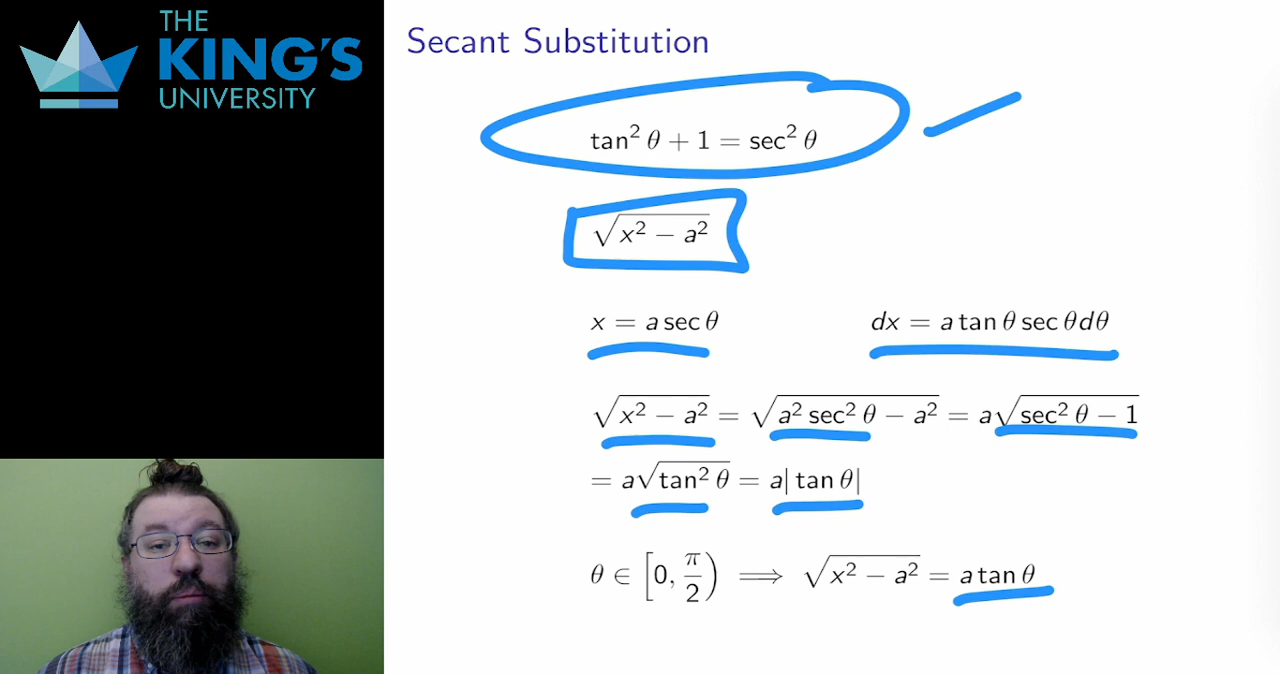 THE
KING'S
UNIVERSITY
Secant Substitution
tan² θ + 1 = sec² θ
√(x² − a²)
x = a sec θ
dx = a tan θ sec θdθ
√(x² − a²) = √(a² sec² θ − a²) = a√(sec² θ − 1)
= a√(tan² θ) = a| tan θ|
θ ∈ [0, π/2) ⟹ √(x² − a²) = a tan θ